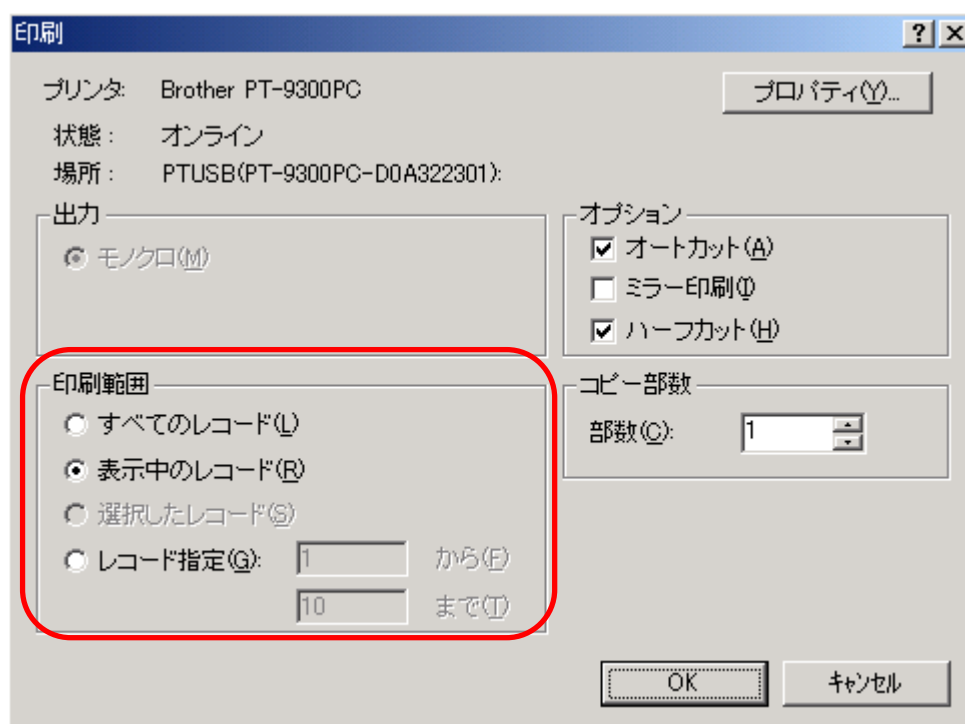 印刷
プリンタ: Brother PT-9300PC
プロパティ(Y)...
状態: オンライン
場所: PTUSB(PT-9300PC-D0A322301):
出力
モノクロ(M)
オプション
オートカット(A)
ミラー印刷(I)
ハーフカット(H)
印刷範囲
すべてのレコード(L)
表示中のレコード(R)
選択したレコード(S)
レコード指定(G): 1 から(F)
10 まで(T)
コピー部数
部数(C): 1
OK キャンセル